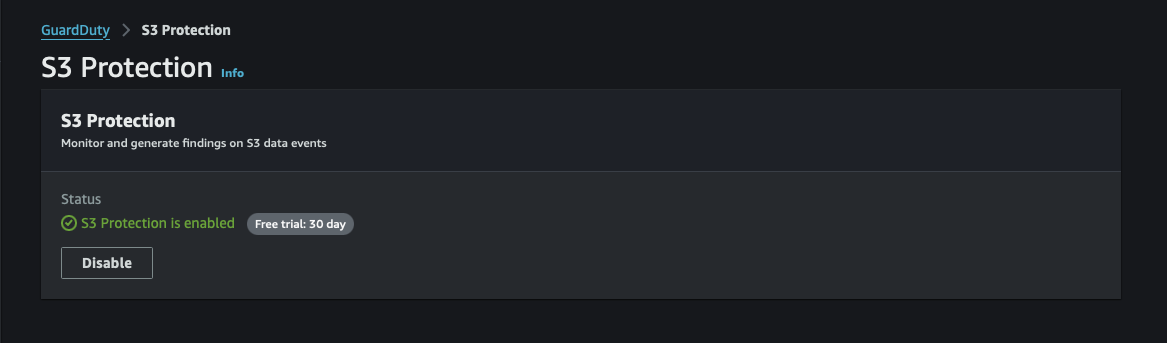 GuardDuty > S3 Protection
S3 Protection Info
S3 Protection
Monitor and generate findings on S3 data events
Status
S3 Protection is enabled Free trial: 30 day
Disable